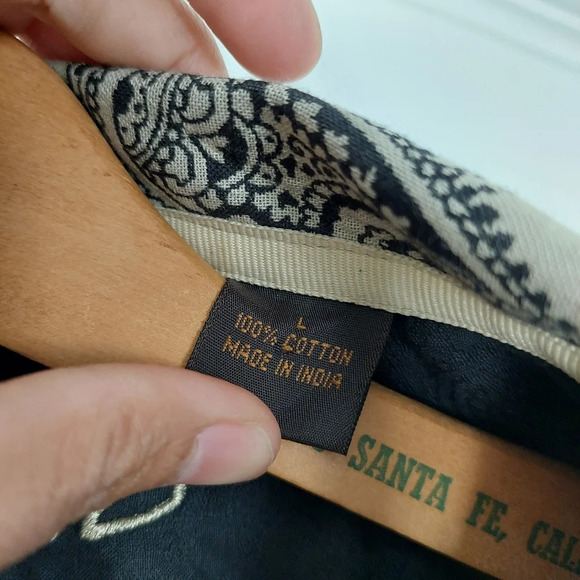 L
100% COTTON
MADE IN INDIA
SANTA FE, CAL